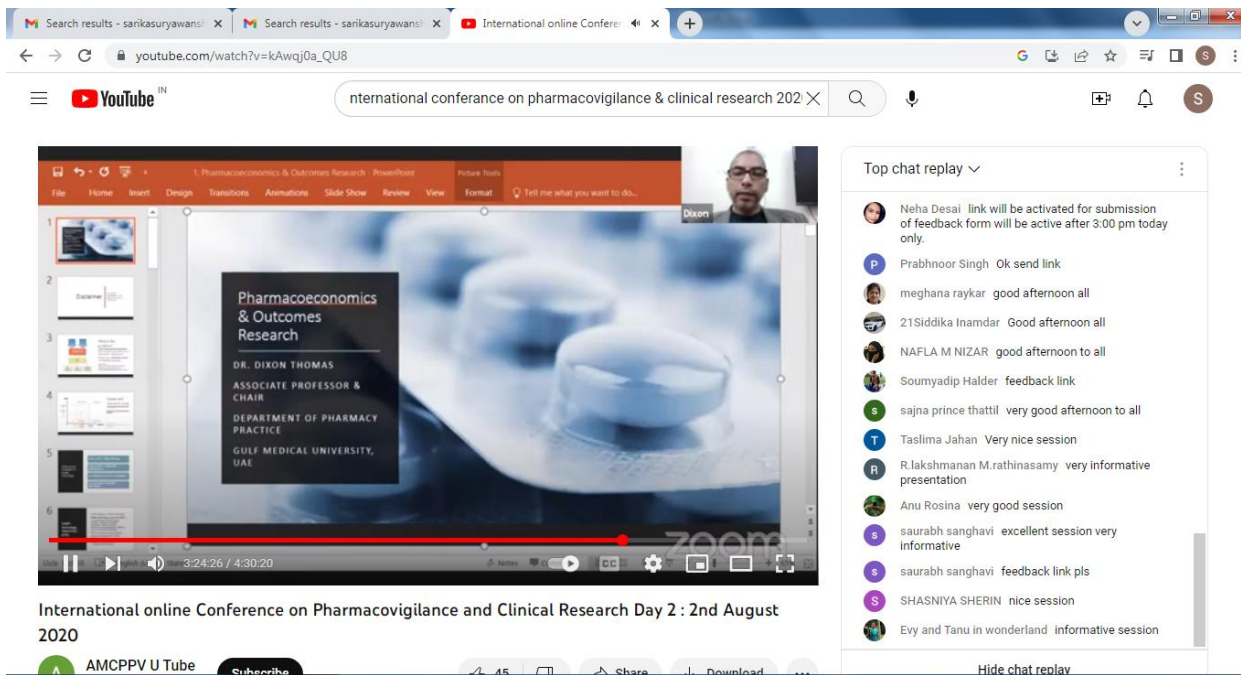 Search results - sarikasuryawansh
Search results - sarikasuryawansh
International online Conferen
youtube.com/watch?v=kAwqj0a_QU8
G
S
YouTube IN
nternational conferance on pharmacovigilance & clinical research 202
S
1. Pharmacoeconomics & Outcomes Research - PowerPoint
Picture Tools
File Home Insert Design Transitions Animations Slide Show Review View Format Tell me what you want to do...
Dixon
1
2
Disclaimer
3
4
5
6
Pharmacoeconomics
& Outcomes
Research
DR. DIXON THOMAS
ASSOCIATE PROFESSOR &
CHAIR
DEPARTMENT OF PHARMACY
PRACTICE
GULF MEDICAL UNIVERSITY,
UAE
zoom
3:24:26 / 4:30:20
Notes
CC
International online Conference on Pharmacovigilance and Clinical Research Day 2 : 2nd August
2020
A
AMCPPV U Tube
Subscribe
45
Share
Download
Top chat replay
Neha Desai link will be activated for submission
of feedback form will be active after 3:00 pm today
only.
P Prabhnoor Singh Ok send link
meghana raykar good afternoon all
21Siddika Inamdar Good afternoon all
NAFLA M NIZAR good afternoon to all
Soumyadip Halder feedback link
s sajna prince thattil very good afternoon to all
T Taslima Jahan Very nice session
R R.lakshmanan M.rathinasamy very informative
presentation
Anu Rosina very good session
s saurabh sanghavi excellent session very
informative
s saurabh sanghavi feedback link pls
S SHASNIYA SHERIN nice session
Evy and Tanu in wonderland informative session
Hide chat replay